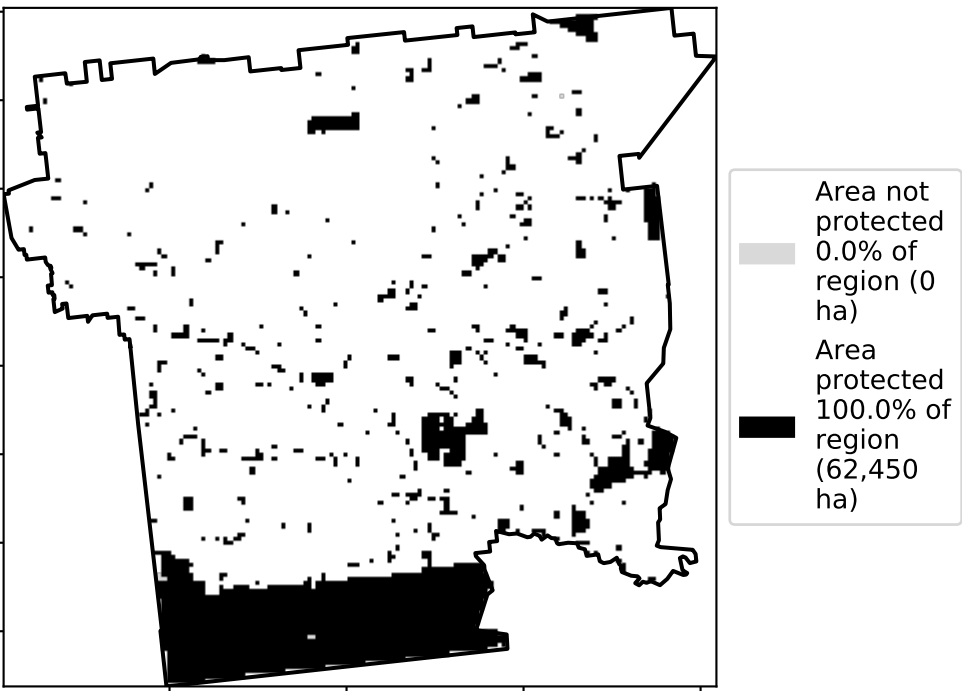 Area not
protected
0.0% of
region (0
ha)
Area
protected
100.0% of
region
(62,450
ha)